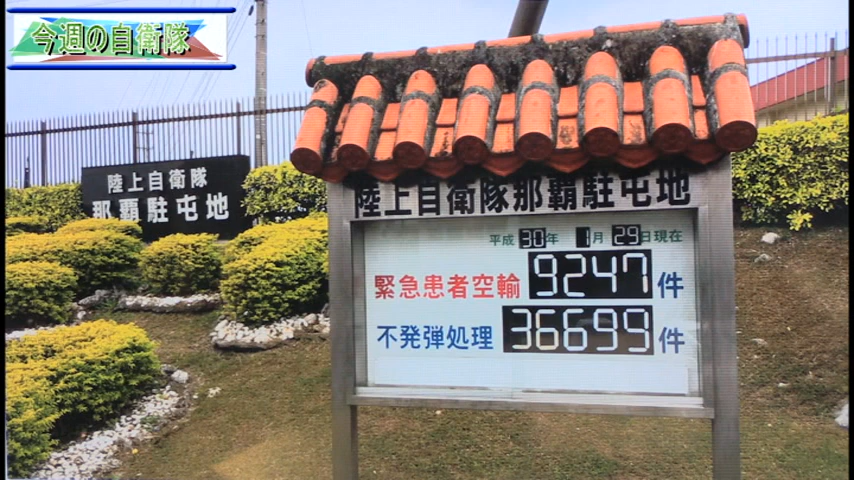 今週の自衛隊
陸上自衛隊
那覇駐屯地
陸上自衛隊那覇駐屯地
平成30年 1月29日現在
緊急患者空輸 9247件
不発弾処理 36699件